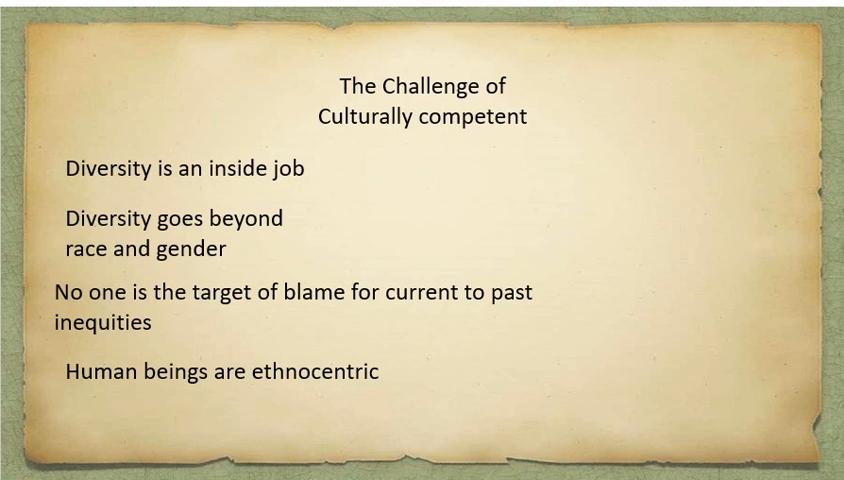 The Challenge of
Culturally competent
Diversity is an inside job
Diversity goes beyond
race and gender
No one is the target of blame for current to past
inequities
Human beings are ethnocentric